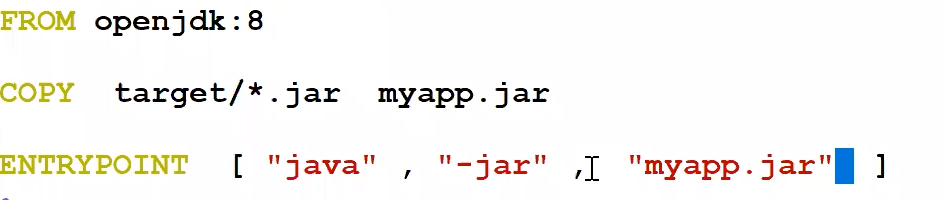 FROM openjdk:8
COPY target/*.jar myapp.jar
ENTRYPOINT [ "java" , "-jar" , "myapp.jar" ]